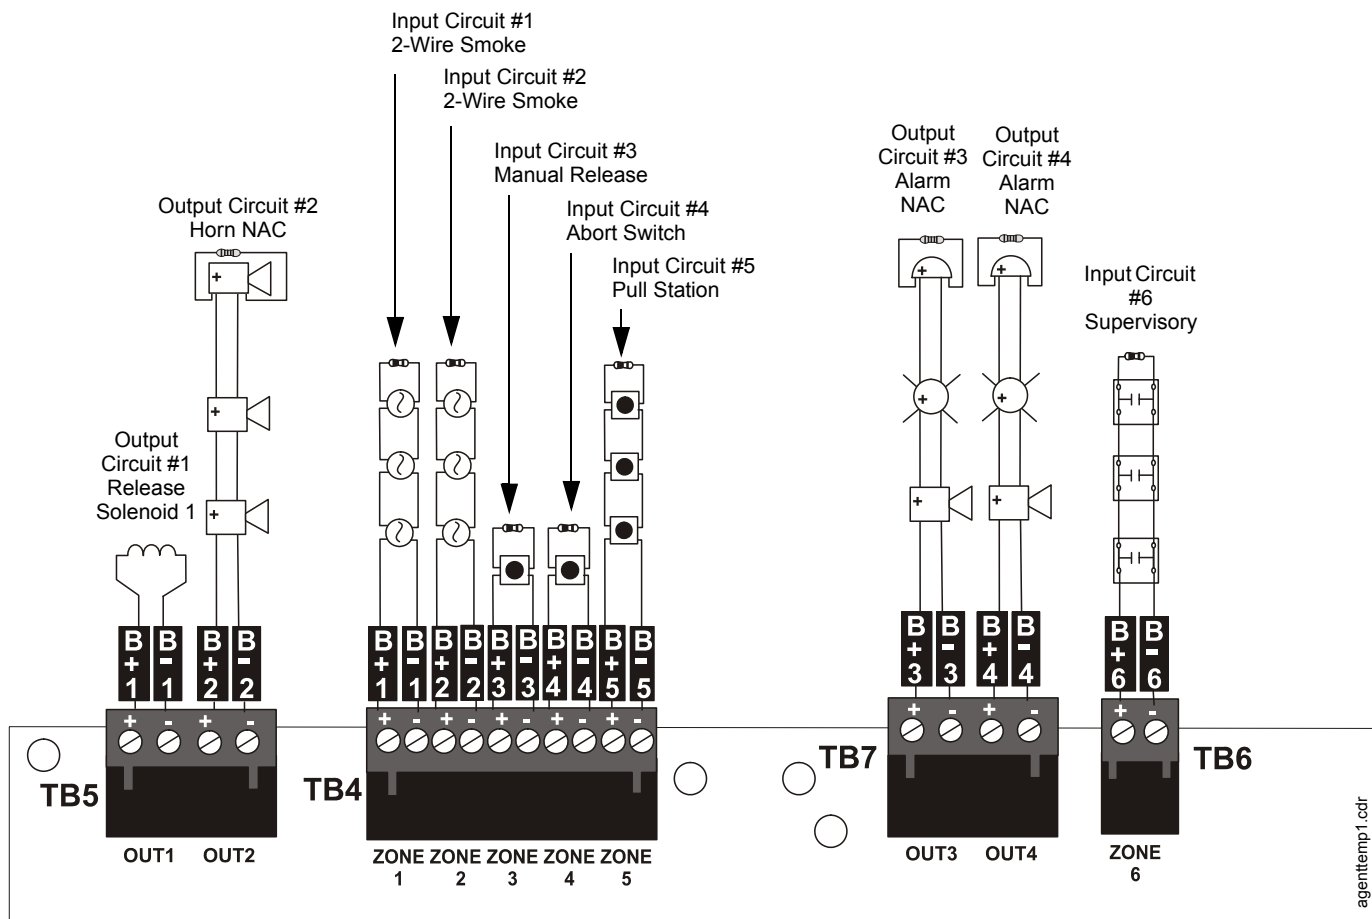 Input Circuit #1
2-Wire Smoke
Input Circuit #2
2-Wire Smoke
Input Circuit #3
Manual Release
Input Circuit #4
Abort Switch
Input Circuit #5
Pull Station
Output Circuit #2
Horn NAC
Output
Circuit #1
Release
Solenoid 1
Output
Circuit #3
Alarm
NAC
Output
Circuit #4
Alarm
NAC
Input Circuit
#6
Supervisory
+
+
+
+
+
+
+
+
+
B+1
B-1
B+2
B-2
B+1
B-1
B+2
B-2
B+3
B-3
B+4
B-4
B+5
B-5
B+3
B-3
B+4
B-4
B+6
B-6
+ - + -
+ - + - + - + - + -
+ - + -
+ -
TB5
TB4
TB7
TB6
OUT1
OUT2
ZONE
1
ZONE
2
ZONE
3
ZONE
4
ZONE
5
OUT3
OUT4
ZONE
6
agenttemp1.cdr